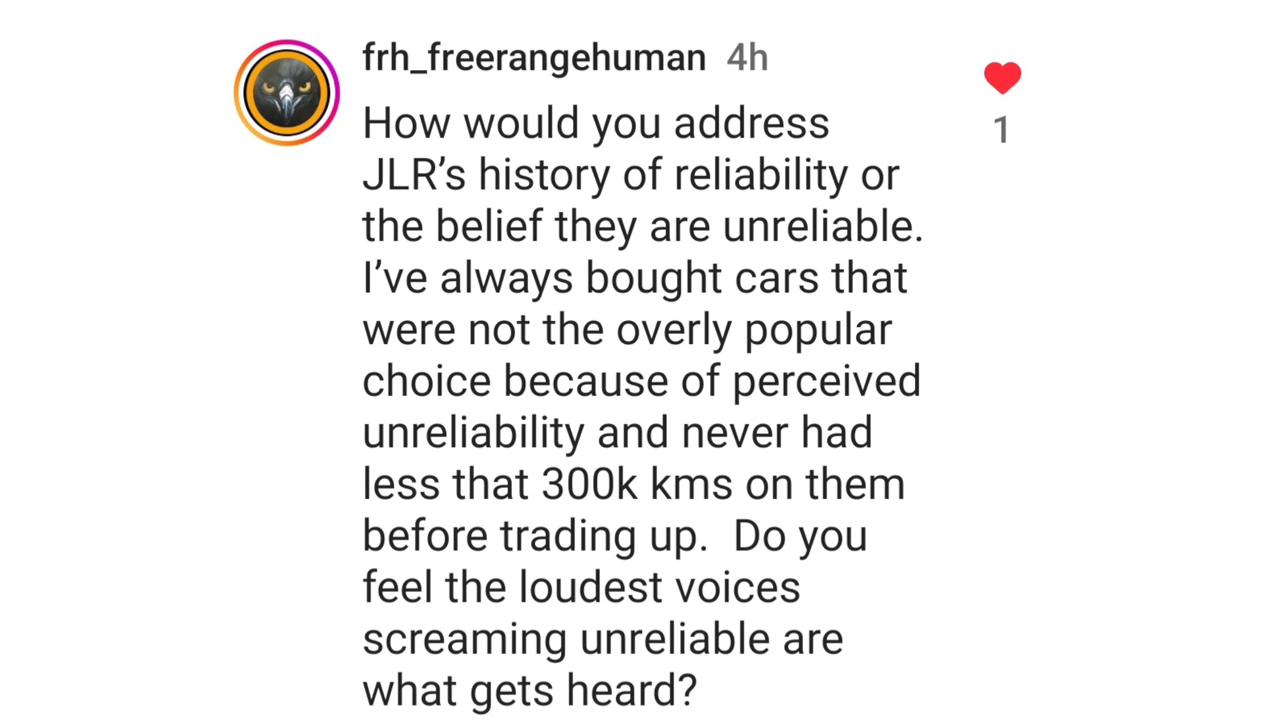 frh_freerangehuman 4h
How would you address
JLR’s history of reliability or
the belief they are unreliable.
I’ve always bought cars that
were not the overly popular
choice because of perceived
unreliability and never had
less that 300k kms on them
before trading up.  Do you
feel the loudest voices
screaming unreliable are
what gets heard?
1